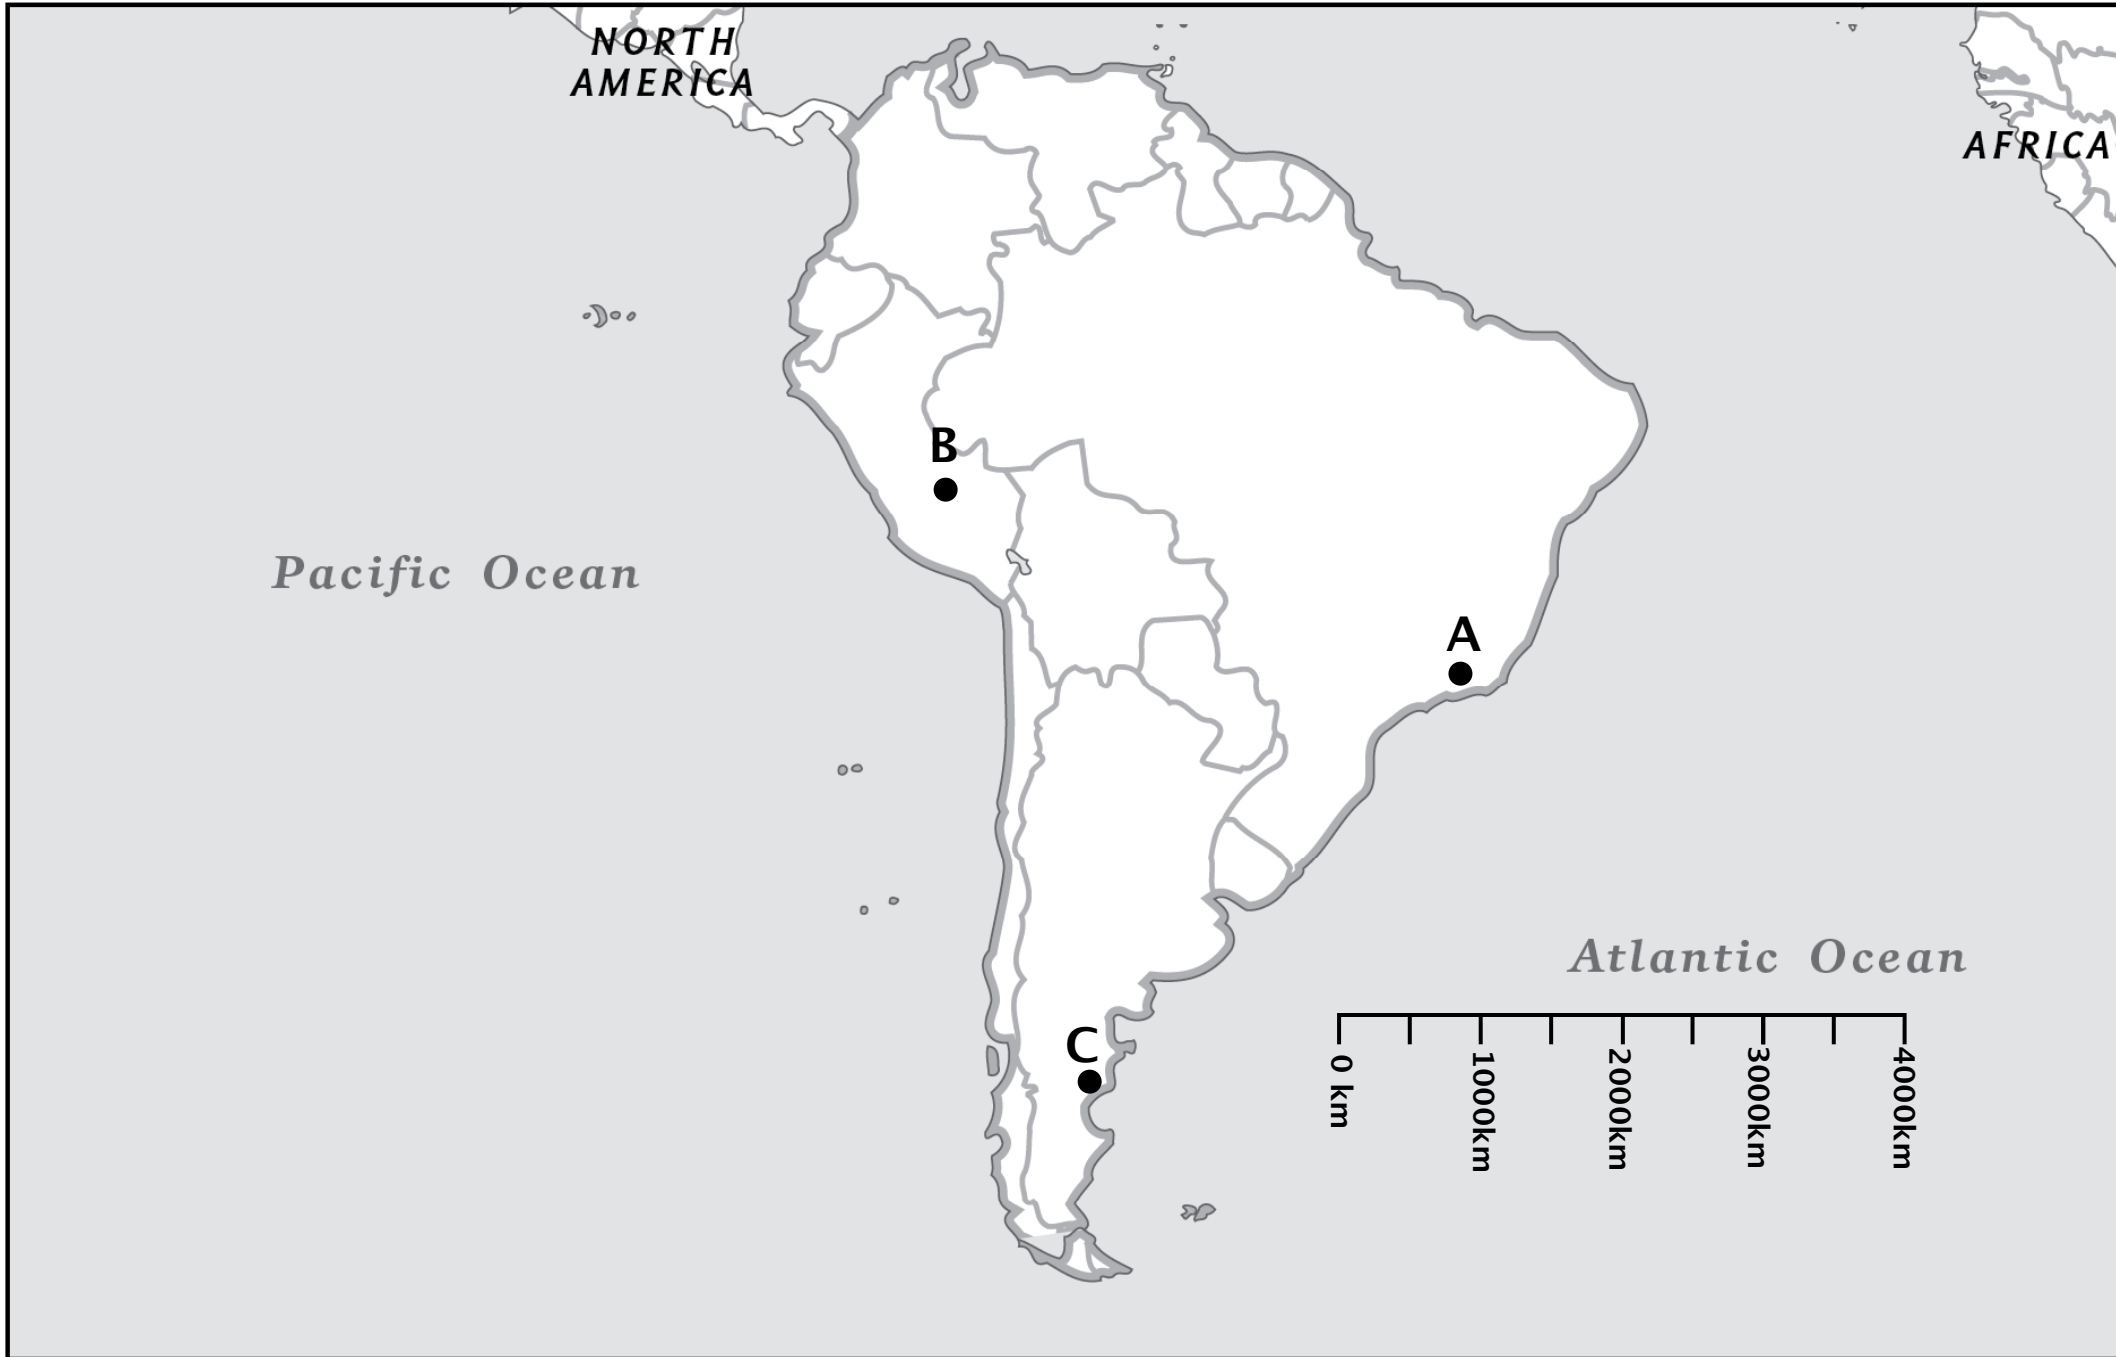 NORTH
AMERICA
AFRICA
B
Pacific Ocean
A
Atlantic Ocean
C
0 km
1000km
2000km
3000km
4000km